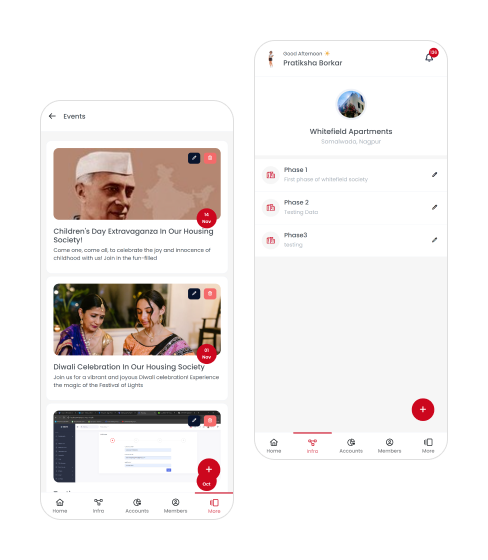 Events
14
Nov
Children's Day Extravaganza In Our Housing
Society!
Come one, come all, to celebrate the joy and innocence of
childhood with us! Join in the fun-filled
01
Nov
Diwali Celebration In Our Housing Society
Join us for a vibrant and joyous Diwali celebration! Experience
the magic of the Festival of Lights
+
Oct
Home
Infra
Accounts
Members
More
Good Afternoon
Pratiksha Borkar
Whitefield Apartments
Somalwada, Nagpur
Phase 1
First phase of whitefield society
Phase 2
Testing Data
Phase3
testing
+
Home
Infra
Accounts
Members
More